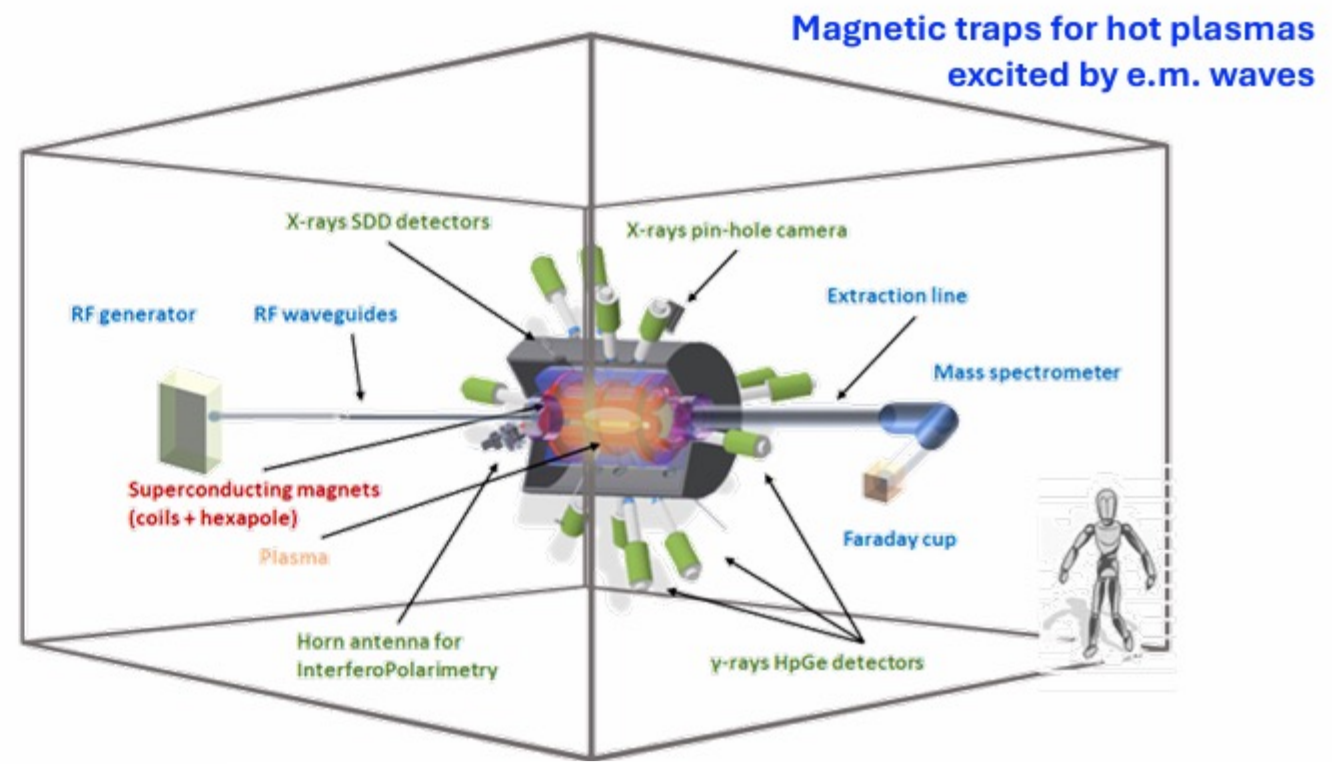 Magnetic traps for hot plasmas
excited by e.m. waves
X-rays SDD detectors
X-rays pin-hole camera
RF generator
RF waveguides
Extraction line
Mass spectrometer
Superconducting magnets
(coils + hexapole)
Plasma
Faraday cup
Horn antenna for
InterferoPolarimetry
γ-rays HpGe detectors